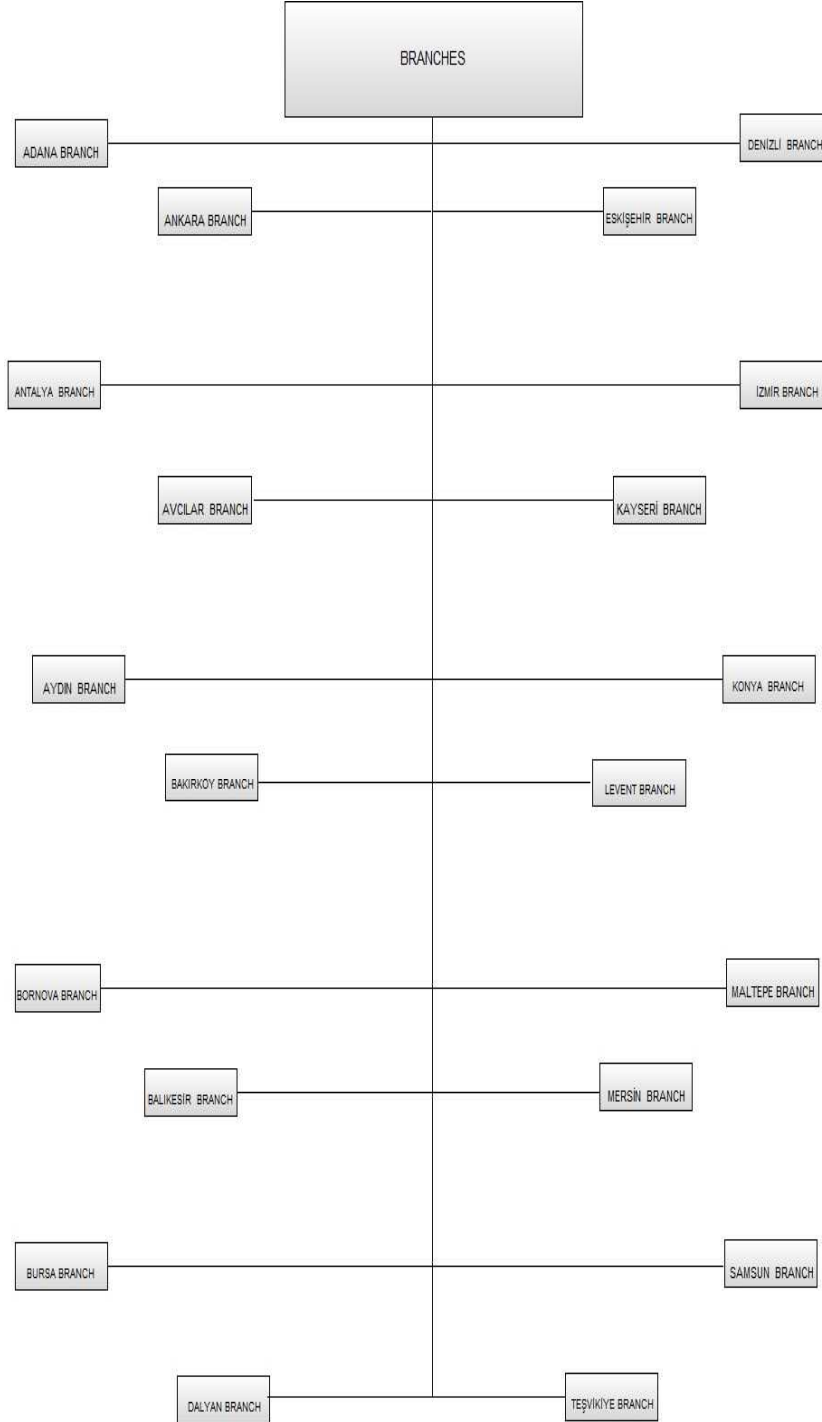 BRANCHES
ADANA BRANCH
DENİZLİ BRANCH
ANKARA BRANCH
ESKİŞEHİR BRANCH
ANTALYA BRANCH
İZMİR BRANCH
AVCILAR BRANCH
KAYSERİ BRANCH
AYDIN BRANCH
KONYA BRANCH
BAKIRKÖY BRANCH
LEVENT BRANCH
BORNOVA BRANCH
MALTEPE BRANCH
BALIKESİR BRANCH
MERSİN BRANCH
BURSA BRANCH
SAMSUN BRANCH
DALYAN BRANCH
TEŞVİKİYE BRANCH